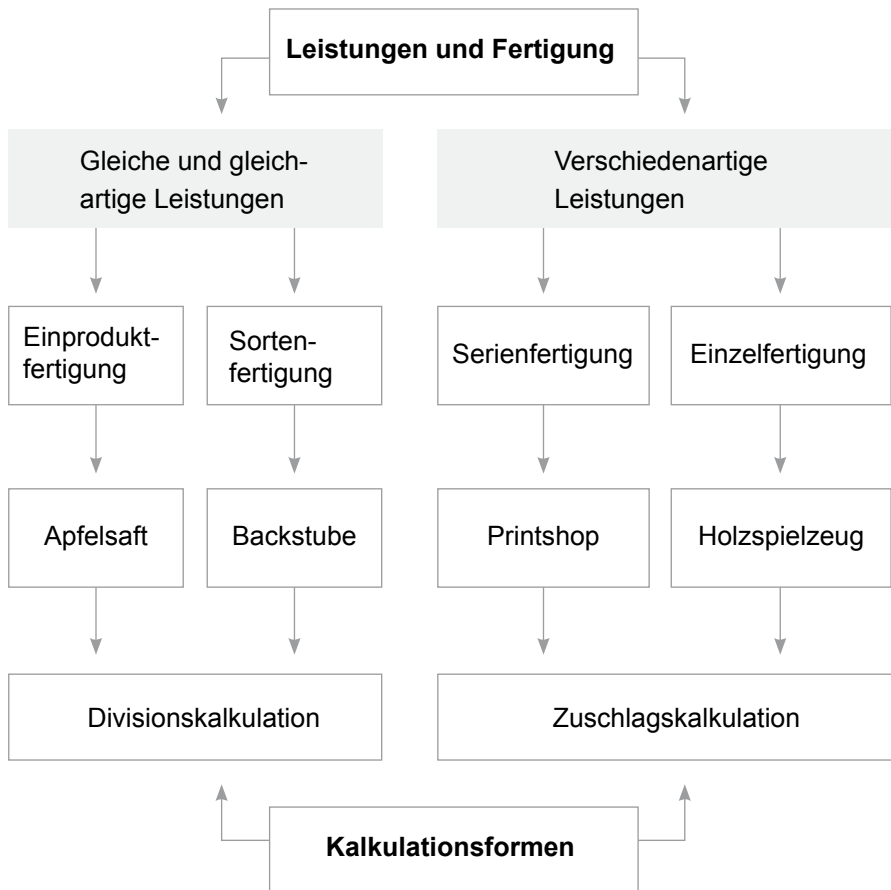 Leistungen und Fertigung
Gleiche und gleich-
artige Leistungen
Verschiedenartige
Leistungen
Einprodukt-
fertigung
Sorten-
fertigung
Serienfertigung
Einzelfertigung
Apfelsaft
Backstube
Printshop
Holzspielzeug
Divisionskalkulation
Zuschlagskalkulation
Kalkulationsformen